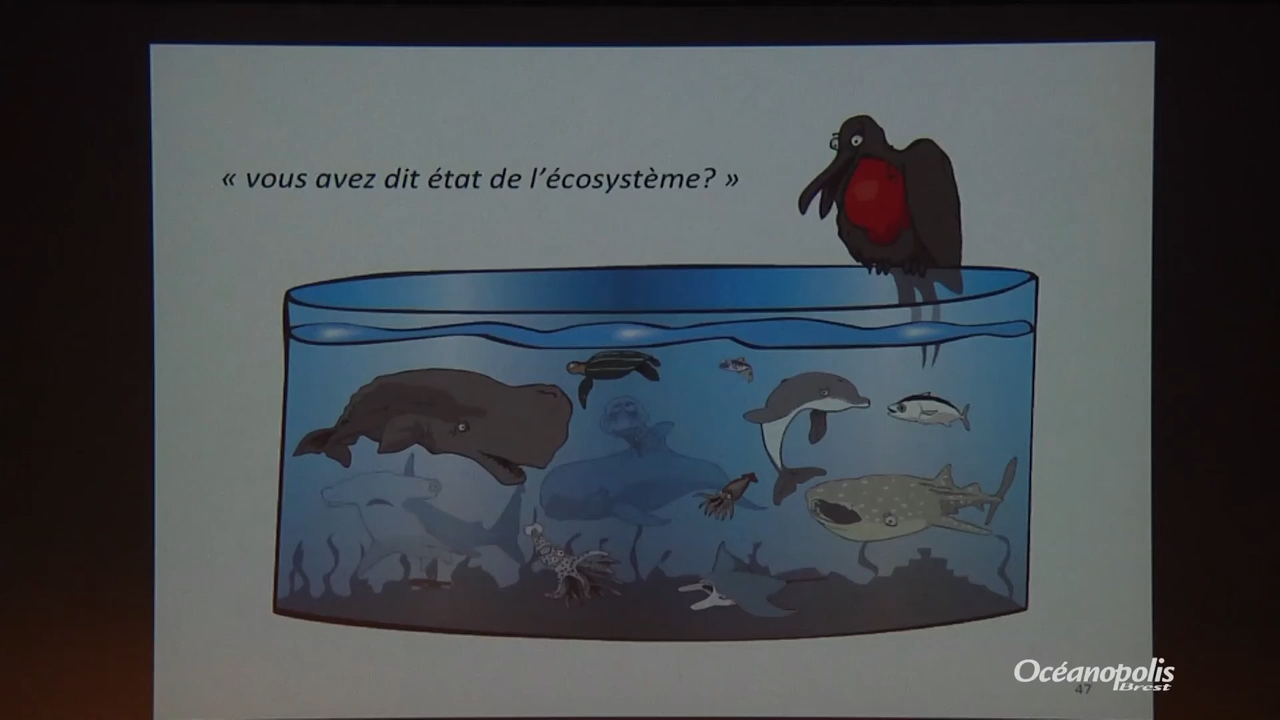 « vous avez dit état de l'écosystème? »
Océanopolis
Brest
47